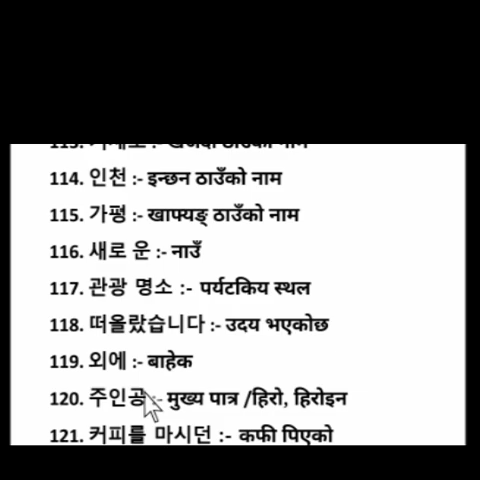 114. 인천 :- इन्छन ठाउँको नाम
115. 가평 :- खाफ्यङ् ठाउँको नाम
116. 새로 운 :- नाउँ
117. 관광 명소 :- पर्यटकिय स्थल
118. 떠올랐습니다 :- उदय भएकोछ
119. 외에 :- बाहेक
120. 주인공 :- मुख्य पात्र /हिरो, हिरोइन
121. 커피를 마시던 :- कफी पिएको